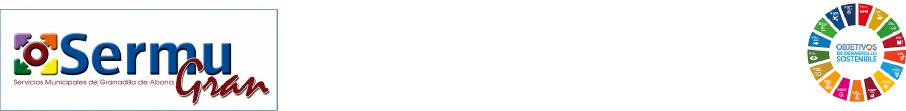 Sermu
Servicios Municipales de Granadilla de Abona
Gran
OBJETIVOS
DE DESARROLLO
SOSTENIBLE